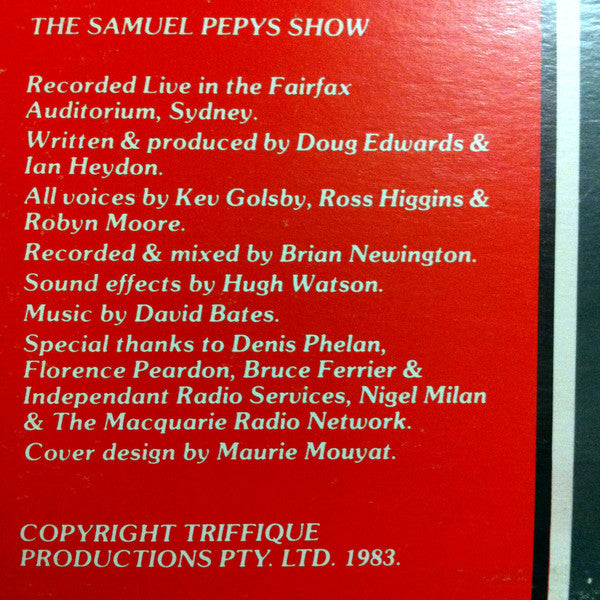 THE SAMUEL PEPYS SHOW
Recorded Live in the Fairfax
Auditorium, Sydney.
Written & produced by Doug Edwards &
Ian Heydon.
All voices by Kev Golsby, Ross Higgins &
Robyn Moore.
Recorded & mixed by Brian Newington.
Sound effects by Hugh Watson.
Music by David Bates.
Special thanks to Denis Phelan,
Florence Peardon, Bruce Ferrier &
Independant Radio Services, Nigel Milan
& The Macquarie Radio Network.
Cover design by Maurie Mouyat.
COPYRIGHT TRIFFIQUE
PRODUCTIONS PTY. LTD. 1983.